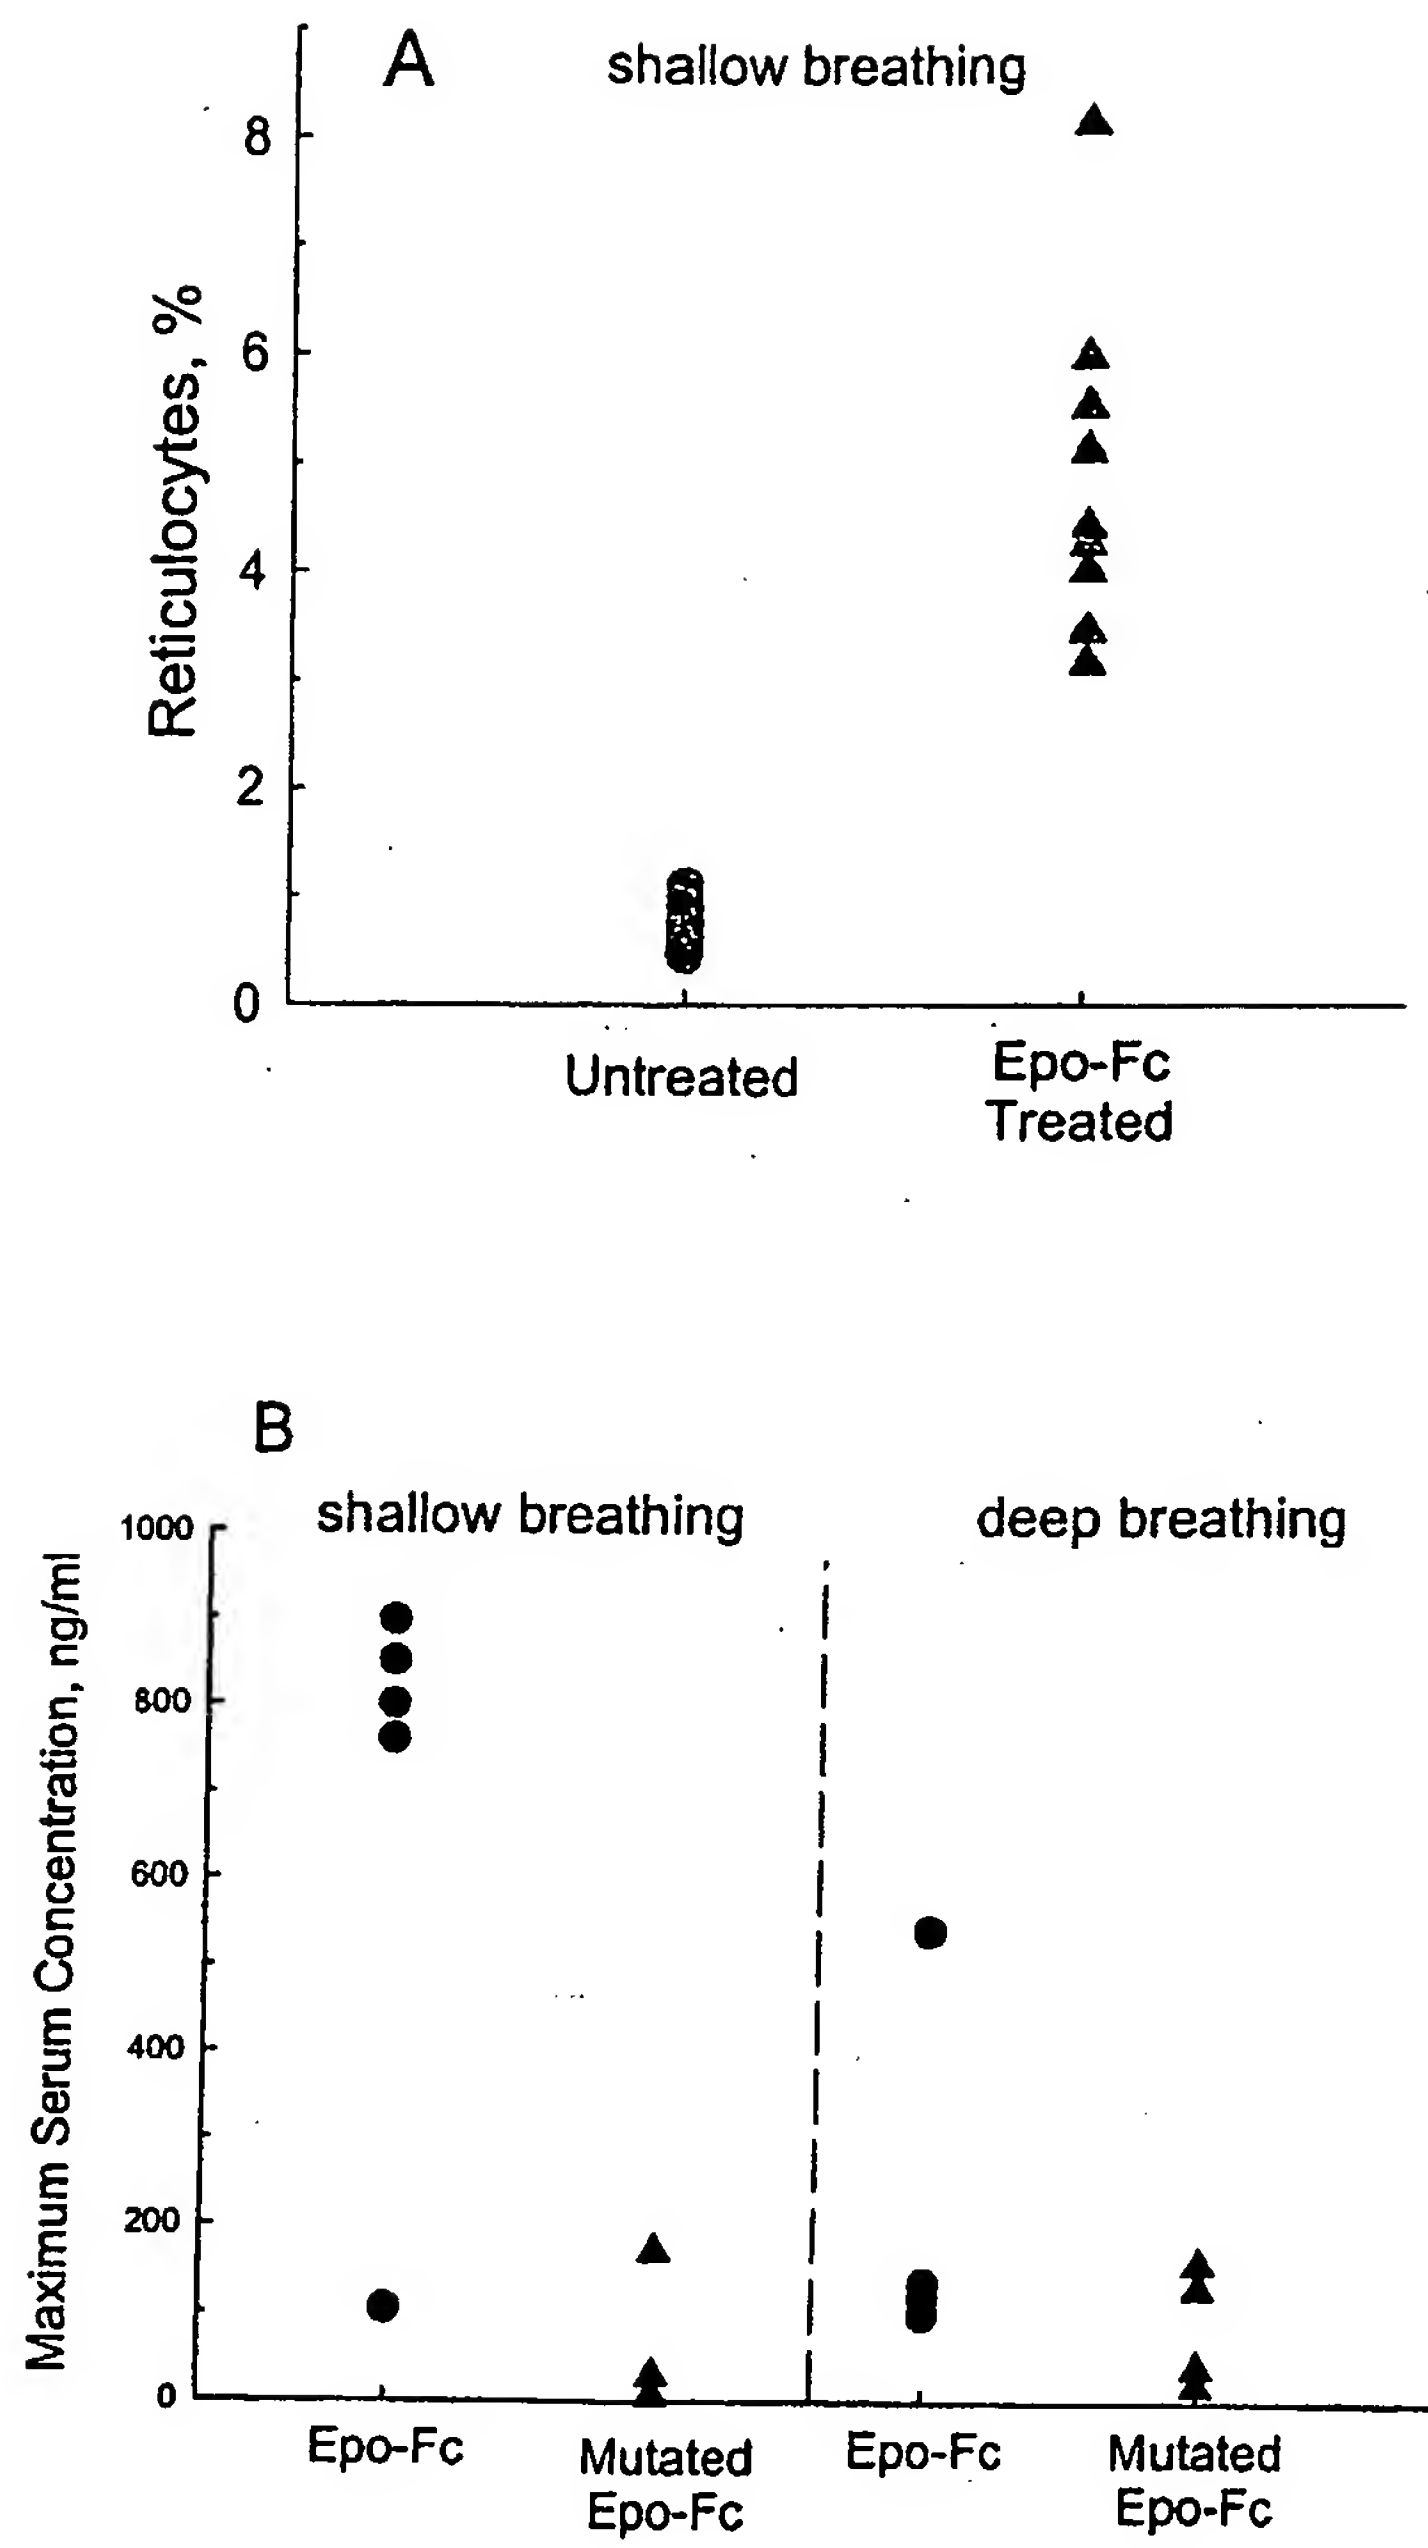 A
shallow breathing
8
6
4
2
0
Reticulocytes, %
Untreated
Epo-Fc
Treated
B
shallow breathing
deep breathing
1000
800
600
400
200
0
Maximum Serum Concentration, ng/ml
Epo-Fc
Mutated
Epo-Fc
Epo-Fc
Mutated
Epo-Fc